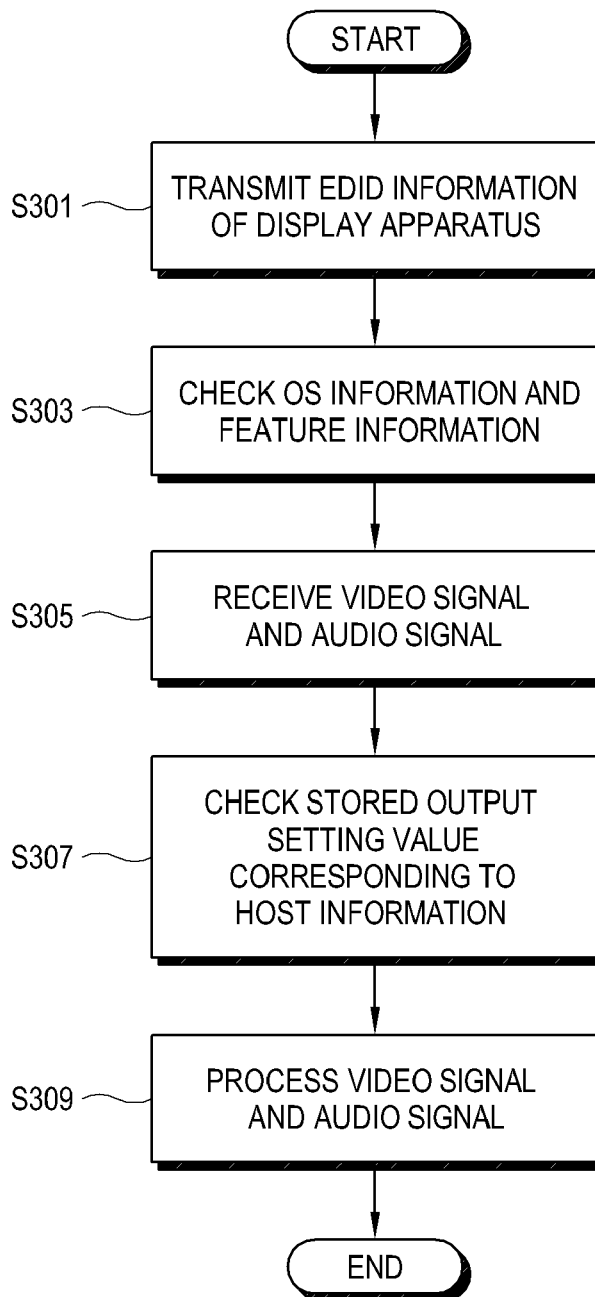 START
S301
TRANSMIT EDID INFORMATION
OF DISPLAY APPARATUS
S303
CHECK OS INFORMATION AND
FEATURE INFORMATION
S305
RECEIVE VIDEO SIGNAL
AND AUDIO SIGNAL
S307
CHECK STORED OUTPUT
SETTING VALUE
CORRESPONDING TO
HOST INFORMATION
S309
PROCESS VIDEO SIGNAL
AND AUDIO SIGNAL
END